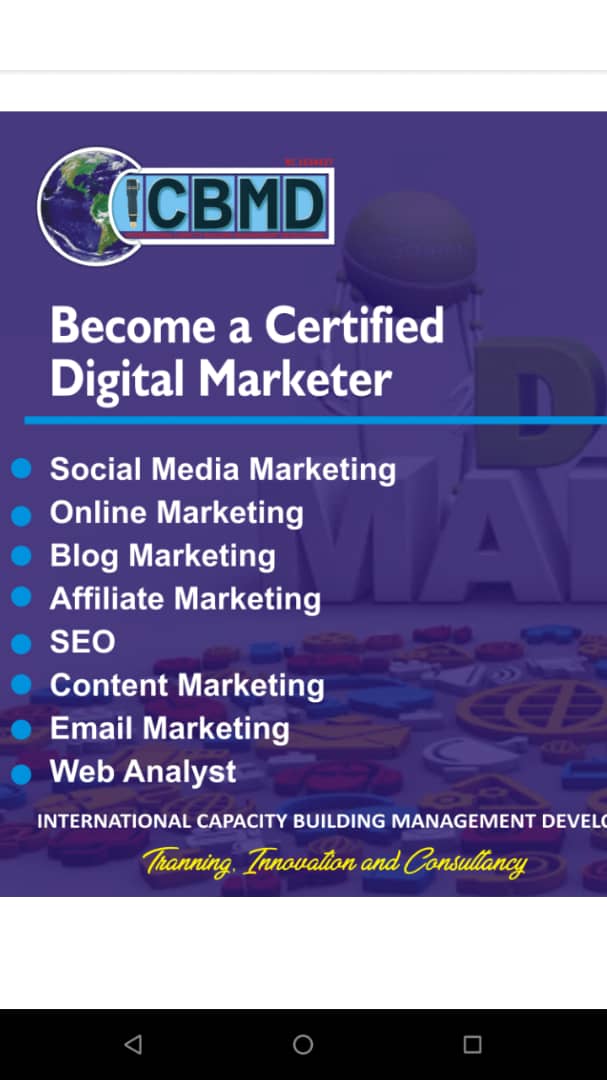 ICBMD
Become a Certified
Digital Marketer
Social Media Marketing
Online Marketing
Blog Marketing
Affiliate Marketing
SEO
Content Marketing
Email Marketing
Web Analyst
INTERNATIONAL CAPACITY BUILDING MANAGEMENT DEVELO
Tranning, Innovation and Consultancy